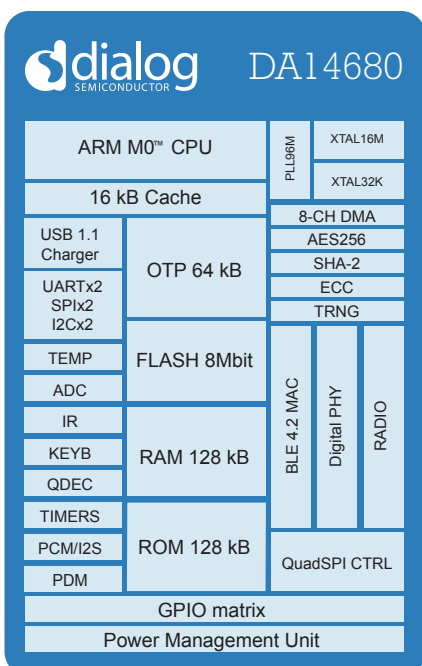 dialog
SEMICONDUCTOR
DA14680
ARM M0™ CPU
16 kB Cache
PLL96M
XTAL16M
XTAL32K
8-CH DMA
AES256
SHA-2
ECC
TRNG
USB 1.1
Charger
UARTx2
SPIx2
I2Cx2
TEMP
ADC
IR
KEYB
QDEC
TIMERS
PCM/I2S
PDM
OTP 64 kB
FLASH 8Mbit
RAM 128 kB
ROM 128 kB
BLE 4.2 MAC
Digital PHY
RADIO
QuadSPI CTRL
GPIO matrix
Power Management Unit